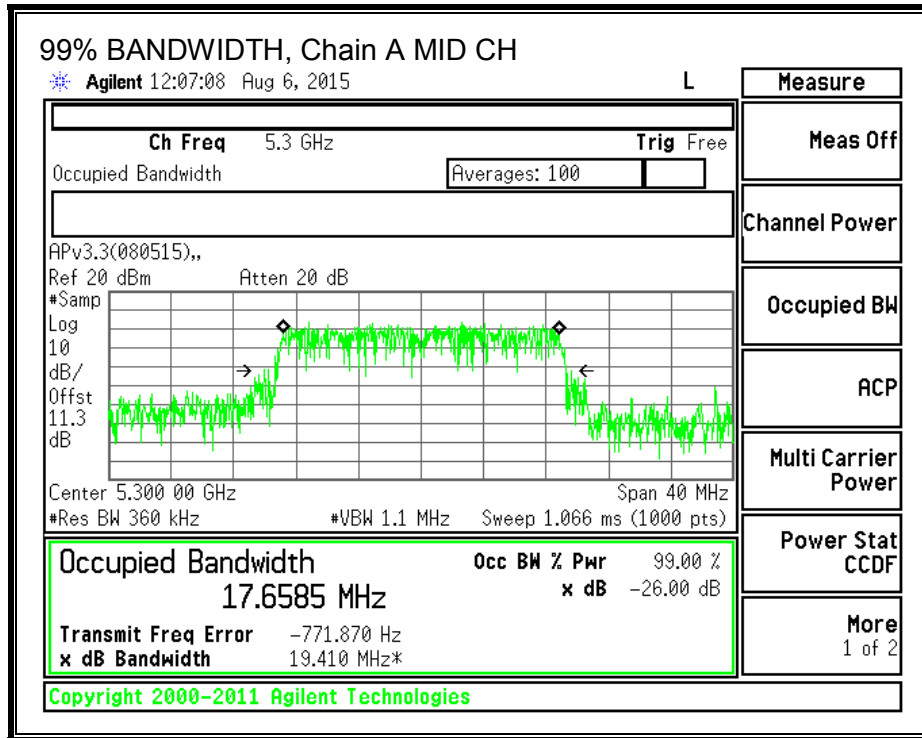 99% BANDWIDTH, Chain A MID CH
Agilent 12:07:08 Aug 6, 2015 L
Measure
Ch Freq 5.3 GHz Trig Free
Meas Off
Occupied Bandwidth Averages: 100
Channel Power
APv3.3(080515),,
Ref 20 dBm Atten 20 dB
#Samp
Log
10
dB/
Offst
11.3
dB
Occupied BW
ACP
Center 5.300 00 GHz Span 40 MHz
#Res BW 360 kHz #VBW 1.1 MHz Sweep 1.066 ms (1000 pts)
Multi Carrier
Power
Occupied Bandwidth Occ BW % Pwr 99.00 %
17.6585 MHz x dB -26.00 dB
Transmit Freq Error -771.870 Hz
x dB Bandwidth 19.410 MHz*
Power Stat
CCDF
More
1 of 2
Copyright 2000-2011 Agilent Technologies